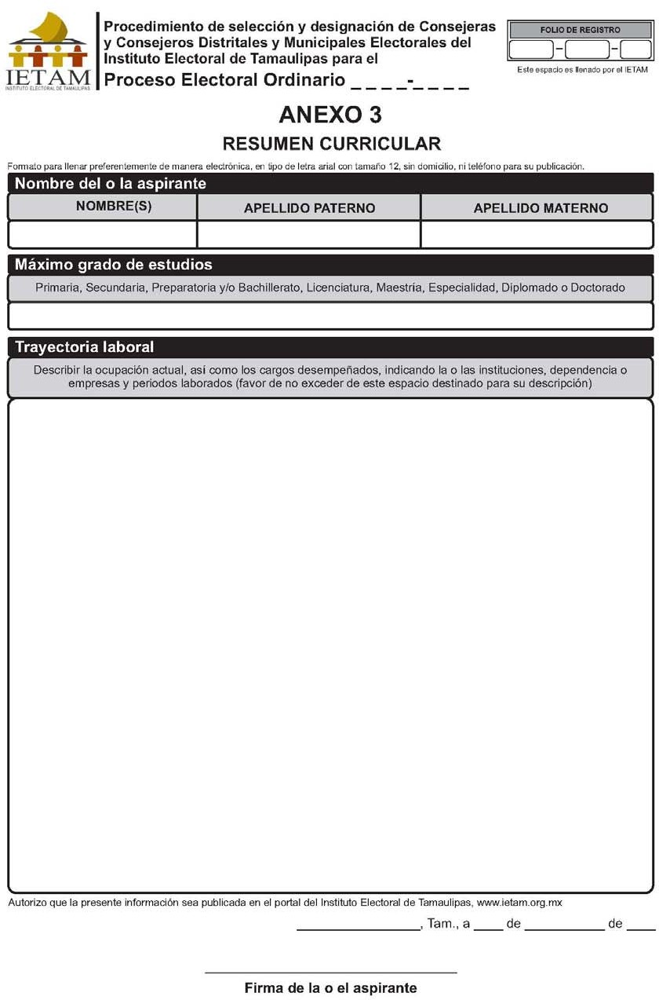 IETAM
INSTITUTO ELECTORAL DE TAMAULIPAS
Procedimiento de selección y designación de Consejeras
y Consejeros Distritales y Municipales Electorales del
Instituto Electoral de Tamaulipas para el
Proceso Electoral Ordinario _ _ _ _-_ _ _ _
FOLIO DE REGISTRO
– –
Este espacio es llenado por el IETAM
ANEXO 3
RESUMEN CURRICULAR
Formato para llenar preferentemente de manera electrónica, en tipo de letra arial con tamaño 12, sin domicilio, ni teléfono para su publicación.
Nombre del o la aspirante
NOMBRE(S) APELLIDO PATERNO APELLIDO MATERNO
Máximo grado de estudios
Primaria, Secundaria, Preparatoria y/o Bachillerato, Licenciatura, Maestría, Especialidad, Diplomado o Doctorado
Trayectoria laboral
Describir la ocupación actual, así como los cargos desempeñados, indicando la o las instituciones, dependencia o
empresas y periodos laborados (favor de no exceder de este espacio destinado para su descripción)
Autorizo que la presente información sea publicada en el portal del Instituto Electoral de Tamaulipas, www.ietam.org.mx
_________________, Tam., a ____ de ___________ de ____
Firma de la o el aspirante